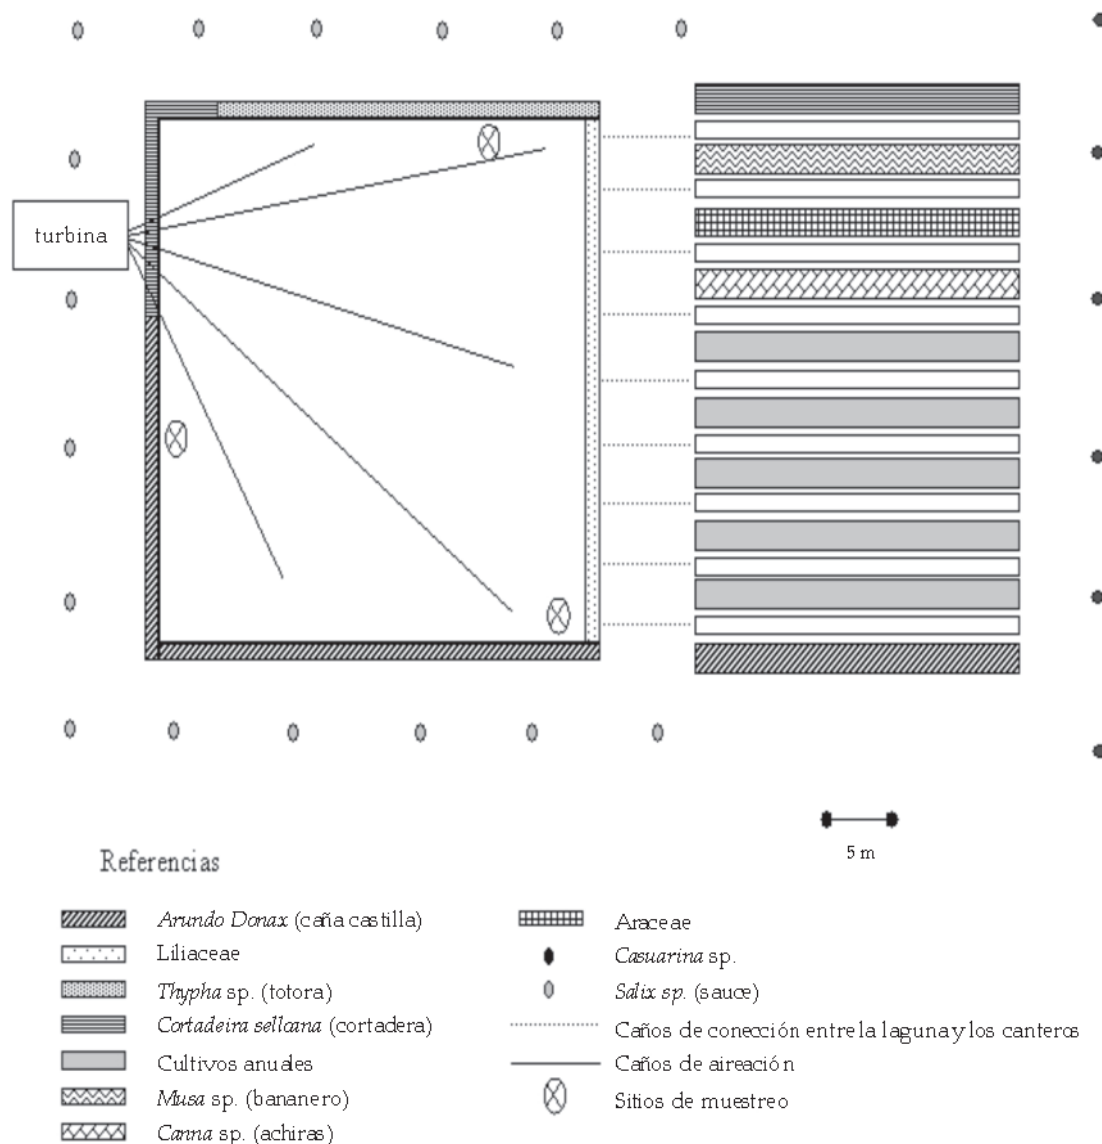 turbina
5 m
Referencias
Arundo Donax (caña castilla)
Liliaceae
Thypha sp. (totora)
Cortadeira selloana (cortadera)
Cultivos anuales
Musa sp. (bananero)
Canna sp. (achiras)
Araceae
Casuarina sp.
Salix sp. (sauce)
Caños de conección entre la laguna y los canteros
Caños de aireación
Sitios de muestreo